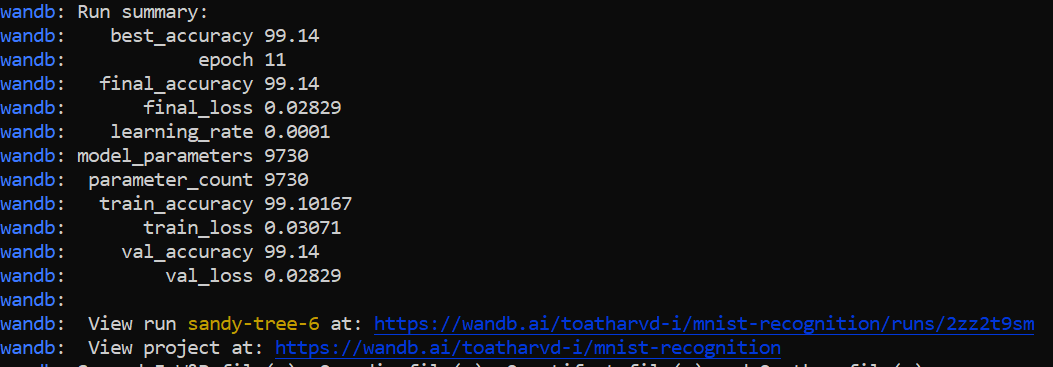 wandb: Run summary:
wandb: best_accuracy 99.14
wandb: epoch 11
wandb: final_accuracy 99.14
wandb: final_loss 0.02829
wandb: learning_rate 0.0001
wandb: model_parameters 9730
wandb: parameter_count 9730
wandb: train_accuracy 99.10167
wandb: train_loss 0.03071
wandb: val_accuracy 99.14
wandb: val_loss 0.02829
wandb:
wandb: View run sandy-tree-6 at: https://wandb.ai/toatharvd-i/mnist-recognition/runs/2zz2t9sm
wandb: View project at: https://wandb.ai/toatharvd-i/mnist-recognition